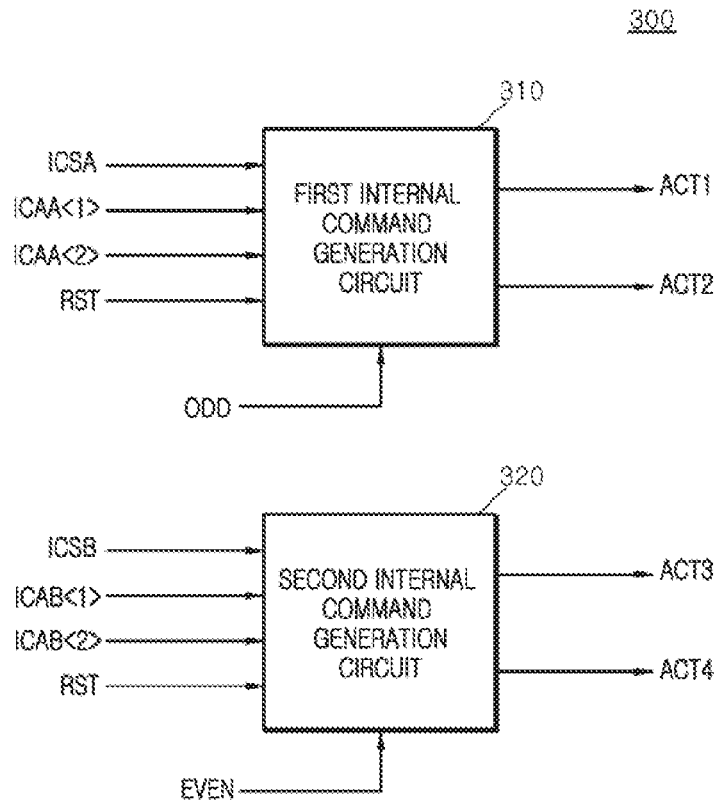 300
310
ICSA
ICAA<1>
ICAA<2>
RST
FIRST INTERNAL
COMMAND
GENERATION
CIRCUIT
ACT1
ACT2
ODD
320
ICSB
ICAB<1>
ICAB<2>
RST
SECOND INTERNAL
COMMAND
GENERATION
CIRCUIT
ACT3
ACT4
EVEN